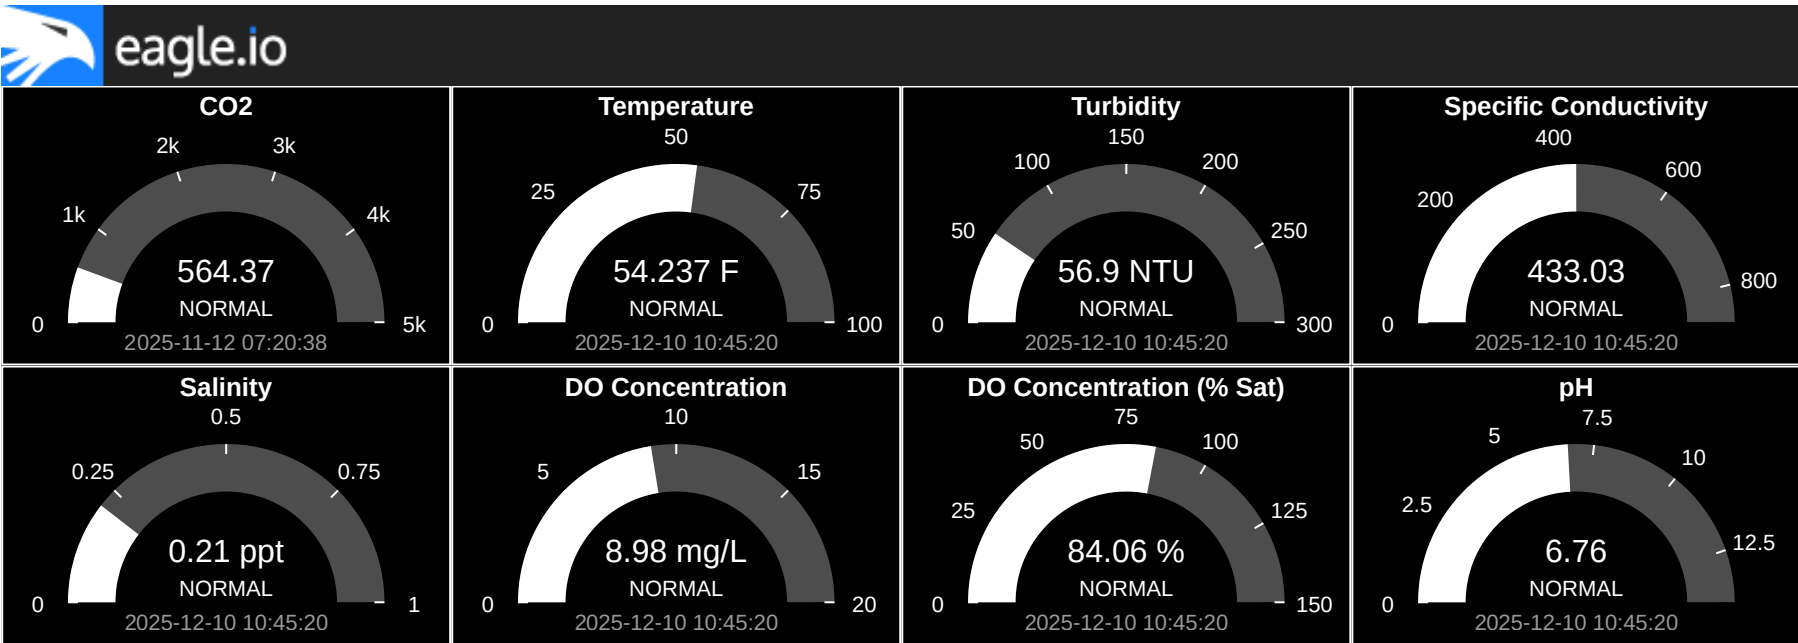 eagle.io
CO2
2k
3k
1k
4k
0
5k
564.37
NORMAL
2025-11-12 07:20:38
Temperature
50
25
75
0
100
54.237 F
NORMAL
2025-12-10 10:45:20
Turbidity
150
100
200
50
250
0
300
56.9 NTU
NORMAL
2025-12-10 10:45:20
Specific Conductivity
400
200
600
0
800
433.03
NORMAL
2025-12-10 10:45:20
Salinity
0.5
0.25
0.75
0
1
0.21 ppt
NORMAL
2025-12-10 10:45:20
DO Concentration
10
5
15
0
20
8.98 mg/L
NORMAL
2025-12-10 10:45:20
DO Concentration (% Sat)
75
50
100
25
125
0
150
84.06 %
NORMAL
2025-12-10 10:45:20
pH
7.5
5
10
2.5
12.5
0
6.76
NORMAL
2025-12-10 10:45:20